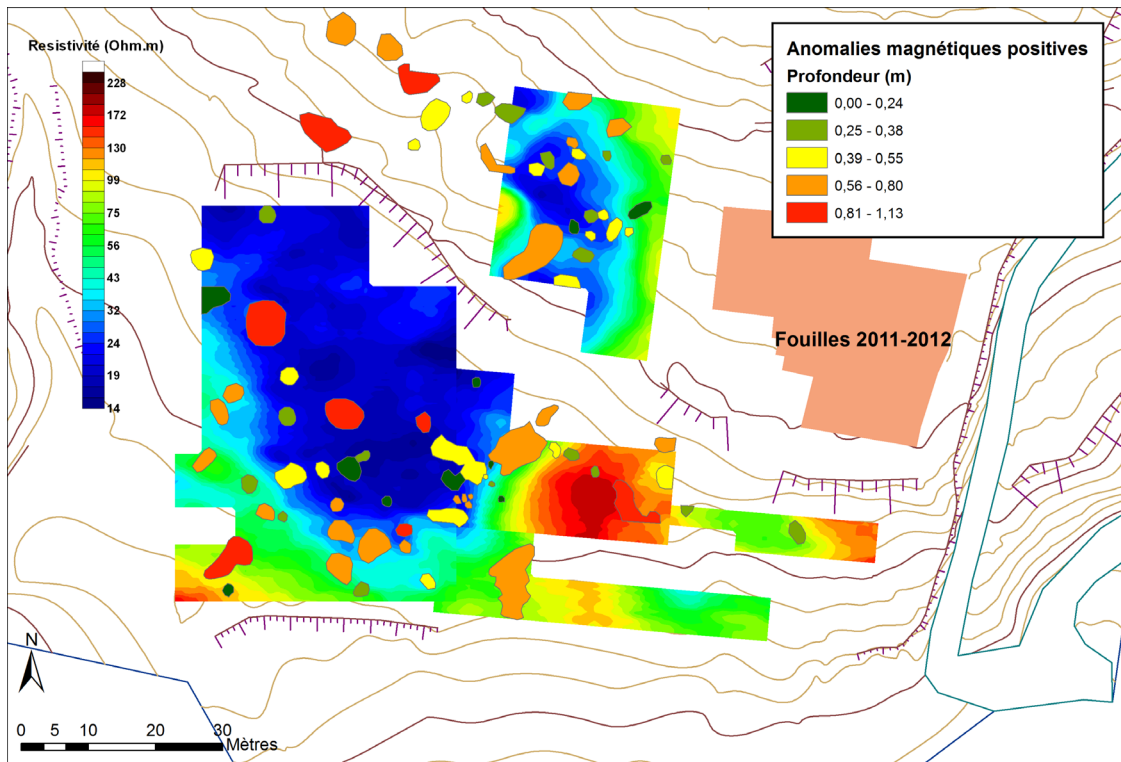 Resistivité (Ohm.m)
228
172
130
99
75
56
43
32
24
19
14
Anomalies magnétiques positives
Profondeur (m)
0,00 - 0,24
0,25 - 0,38
0,39 - 0,55
0,56 - 0,80
0,81 - 1,13
Fouilles 2011-2012
N
0 5 10 20 30
Mètres